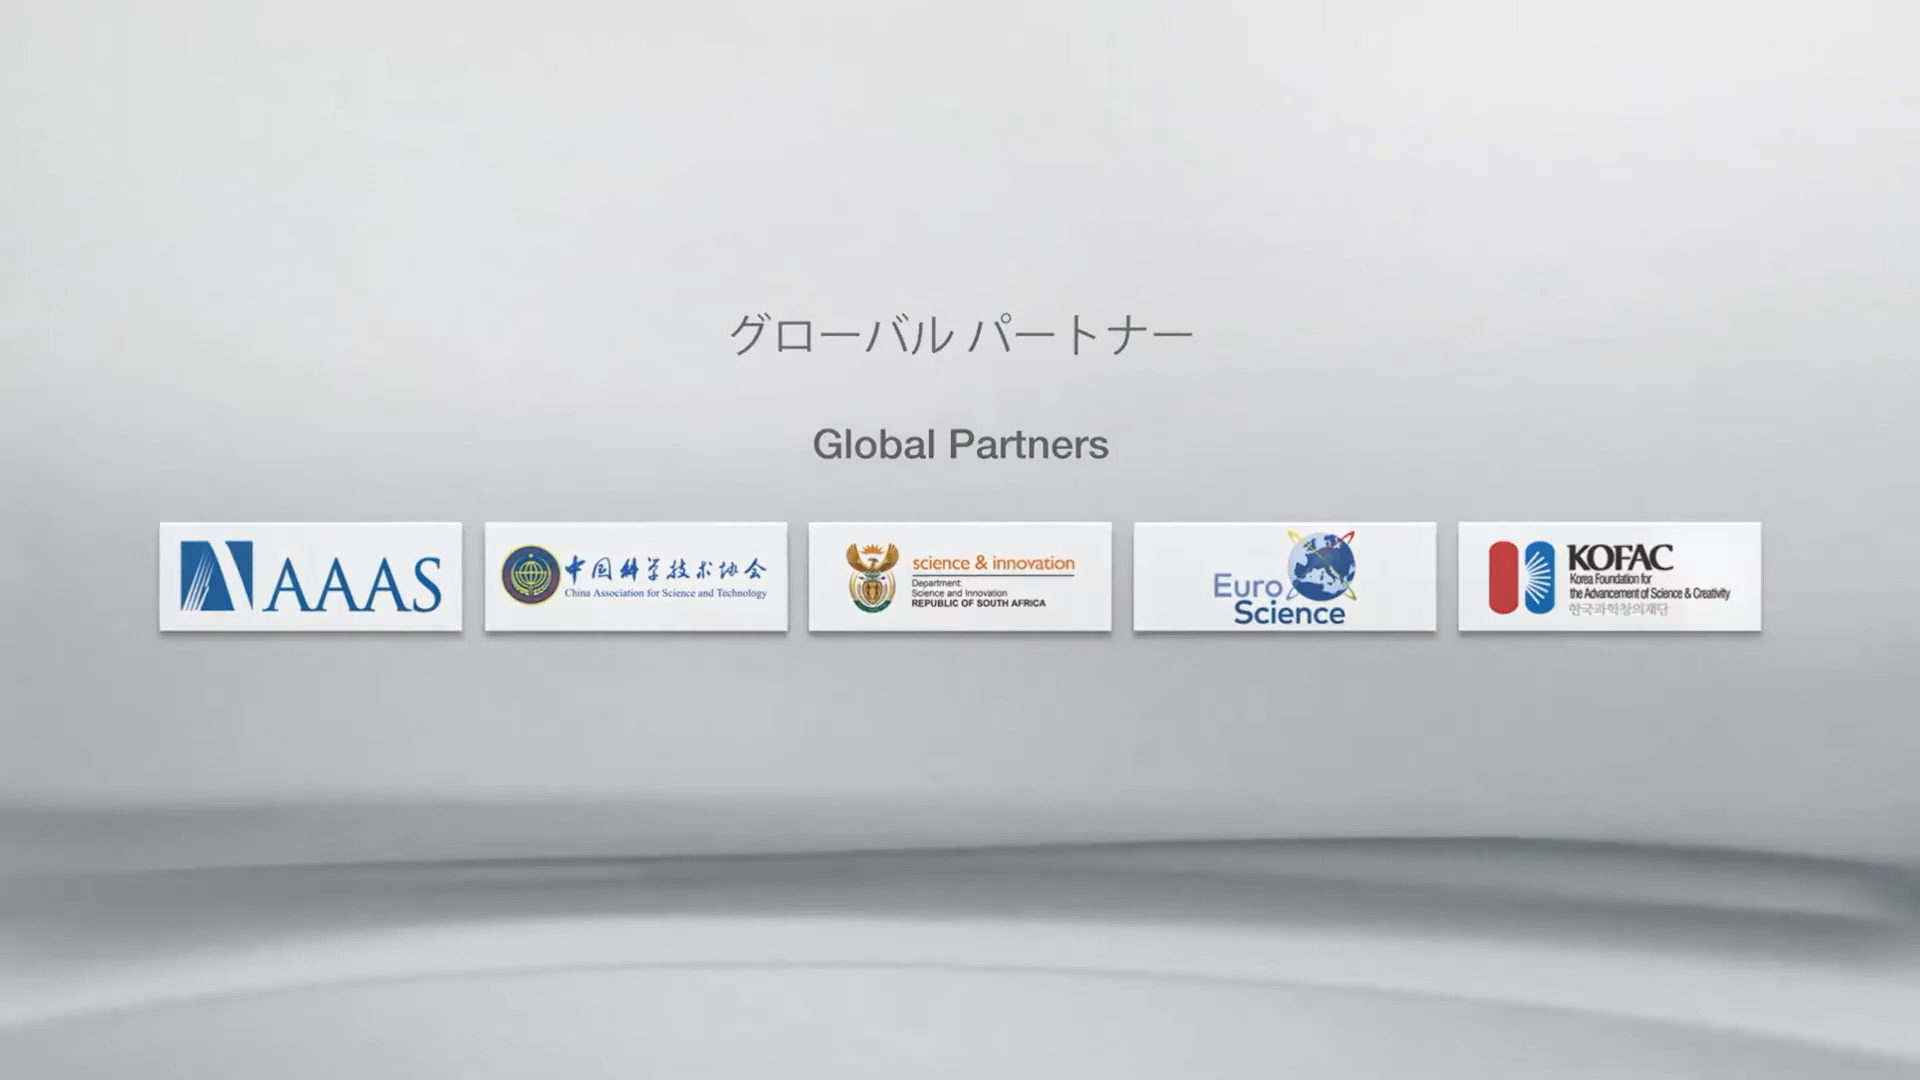 グローバル パートナー
Global Partners
AAAS
中国科学技术协会
China Association for Science and Technology
science & innovation
Department:
Science and Innovation
REPUBLIC OF SOUTH AFRICA
Euro
Science
KOFAC
Korea Foundation for
the Advancement of Science & Creativity
한국과학창의재단